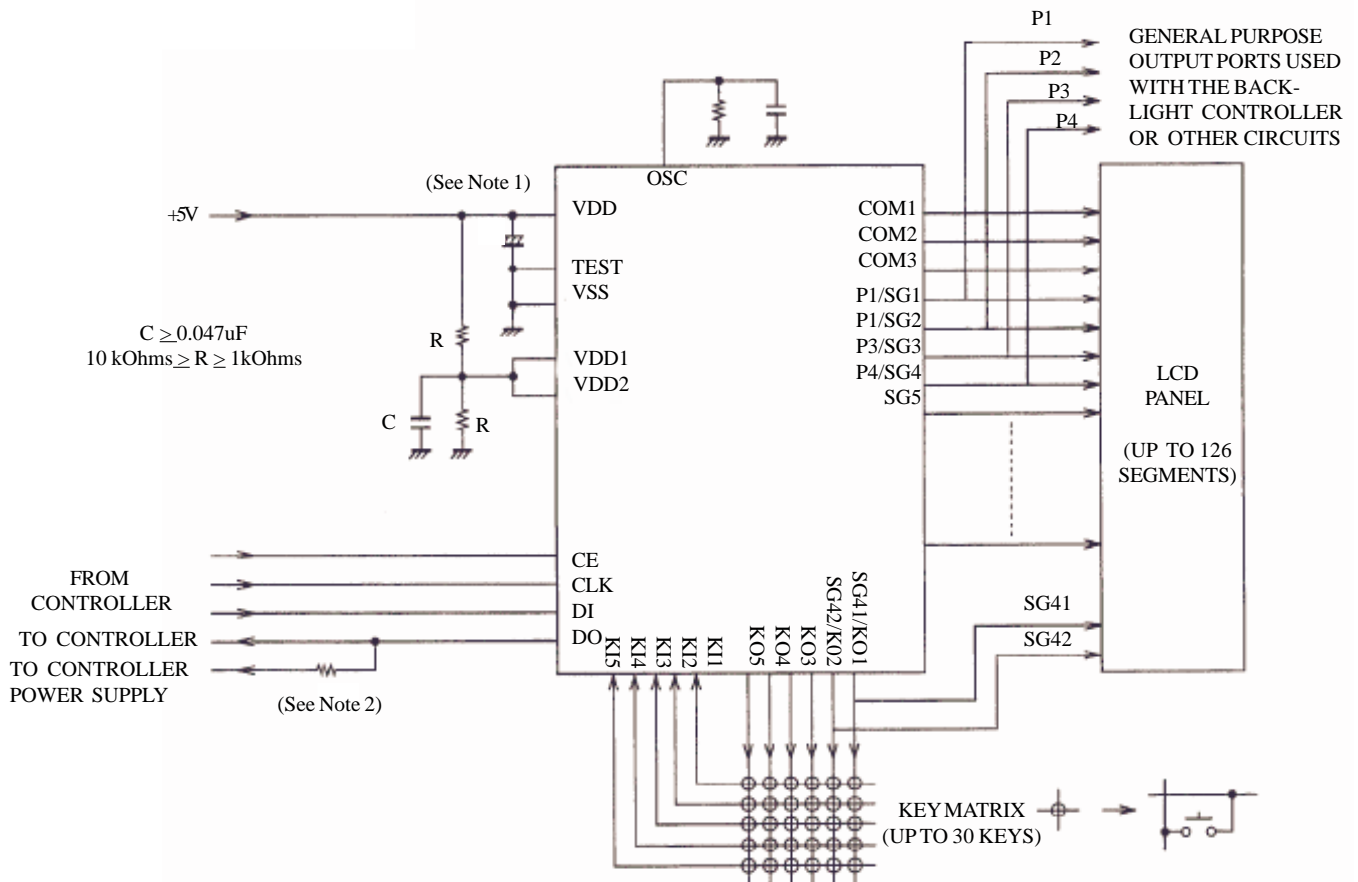 P1
P2
P3
P4
GENERAL PURPOSE
OUTPUT PORTS USED
WITH THE BACK-
LIGHT CONTROLLER
OR OTHER CIRCUITS
OSC
(See Note 1)
+5V
VDD
TEST
VSS
C ≥ 0.047uF
10 kOhms ≥ R ≥ 1kOhms
R
VDD1
VDD2
C
R
COM1
COM2
COM3
P1/SG1
P1/SG2
P3/SG3
P4/SG4
SG5
LCD
PANEL
(UP TO 126
SEGMENTS)
FROM
CONTROLLER
CE
CLK
DI
DO
TO CONTROLLER
TO CONTROLLER
POWER SUPPLY
(See Note 2)
KI5
KI4
KI3
KI2
KI1
KO5
KO4
KO3
SG42/K02
SG41/KO1
SG41
SG42
KEY MATRIX
(UP TO 30 KEYS)